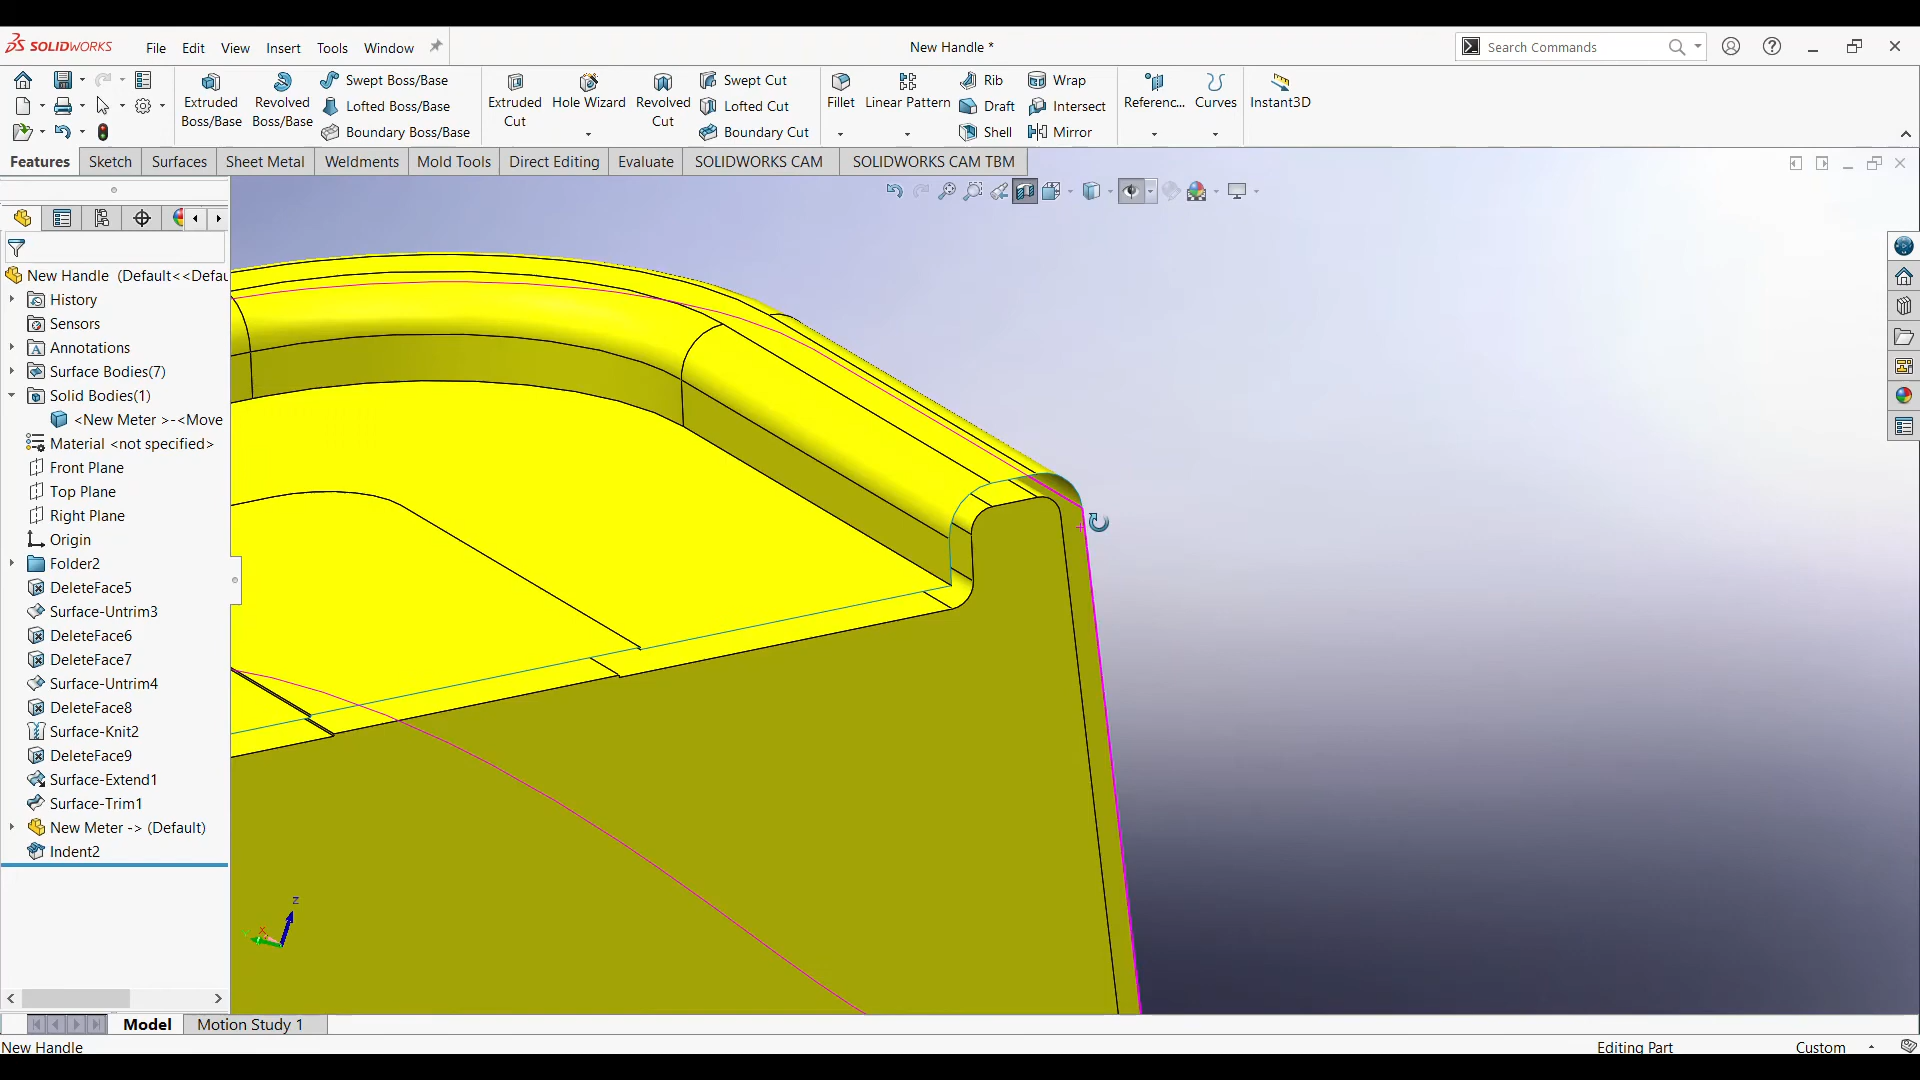 SOLIDWORKS File Edit View Insert Tools Window New Handle * Search Commands
Extruded Boss/Base
Revolved Boss/Base
Swept Boss/Base
Lofted Boss/Base
Boundary Boss/Base
Extruded Cut
Hole Wizard
Revolved Cut
Swept Cut
Lofted Cut
Boundary Cut
Fillet
Linear Pattern
Rib
Draft
Shell
Wrap
Intersect
Mirror
Referenc...
Curves
Instant3D
Features Sketch Surfaces Sheet Metal Weldments Mold Tools Direct Editing Evaluate SOLIDWORKS CAM SOLIDWORKS CAM TBM
New Handle (Default<<Defau
History
Sensors
Annotations
Surface Bodies(7)
Solid Bodies(1)
<New Meter >-<Move
Material <not specified>
Front Plane
Top Plane
Right Plane
Origin
Folder2
DeleteFace5
Surface-Untrim3
DeleteFace6
DeleteFace7
Surface-Untrim4
DeleteFace8
Surface-Knit2
DeleteFace9
Surface-Extend1
Surface-Trim1
New Meter -> (Default)
Indent2
Z
X
Model Motion Study 1
New Handle Editing Part Custom